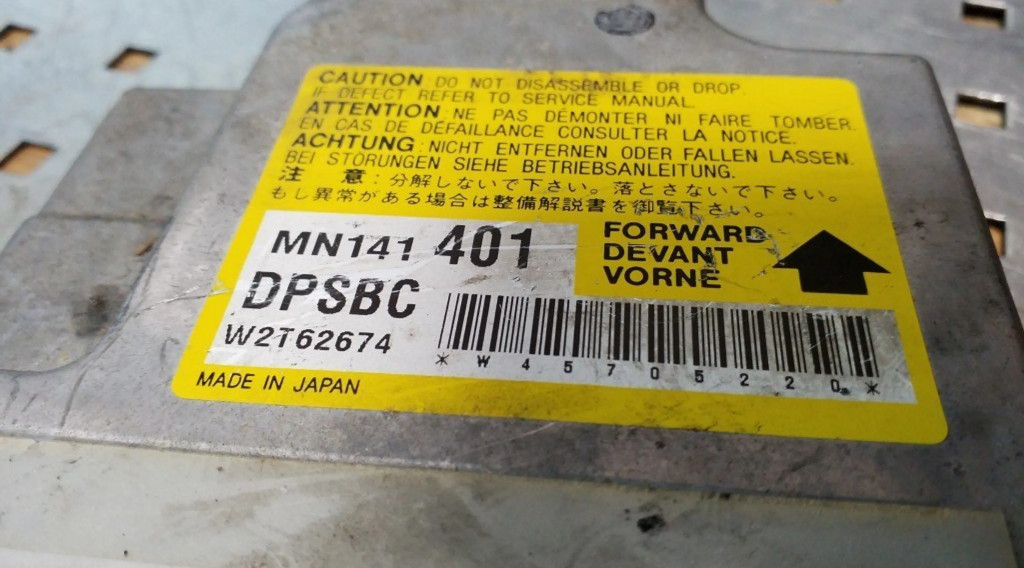 CAUTION : DO NOT DISASSEMBLE OR DROP.
IF DEFECT REFER TO SERVICE MANUAL.
ATTENTION : NE PAS DÉMONTER NI FAIRE TOMBER.
EN CAS DE DÉFAILLANCE CONSULTER LA NOTICE.
ACHTUNG : NICHT ENTFERNEN ODER FALLEN LASSEN.
BEI STORUNGEN SIEHE BETRIEBSANLEITUNG.
注 意 : 分解しないで下さい。落とさないで下さい。
もし異常がある場合は整備解説書を御覧下さい。
MN141 401
DPSBC
W2T62674
FORWARD
DEVANT
VORNE
*W45705220*
MADE IN JAPAN